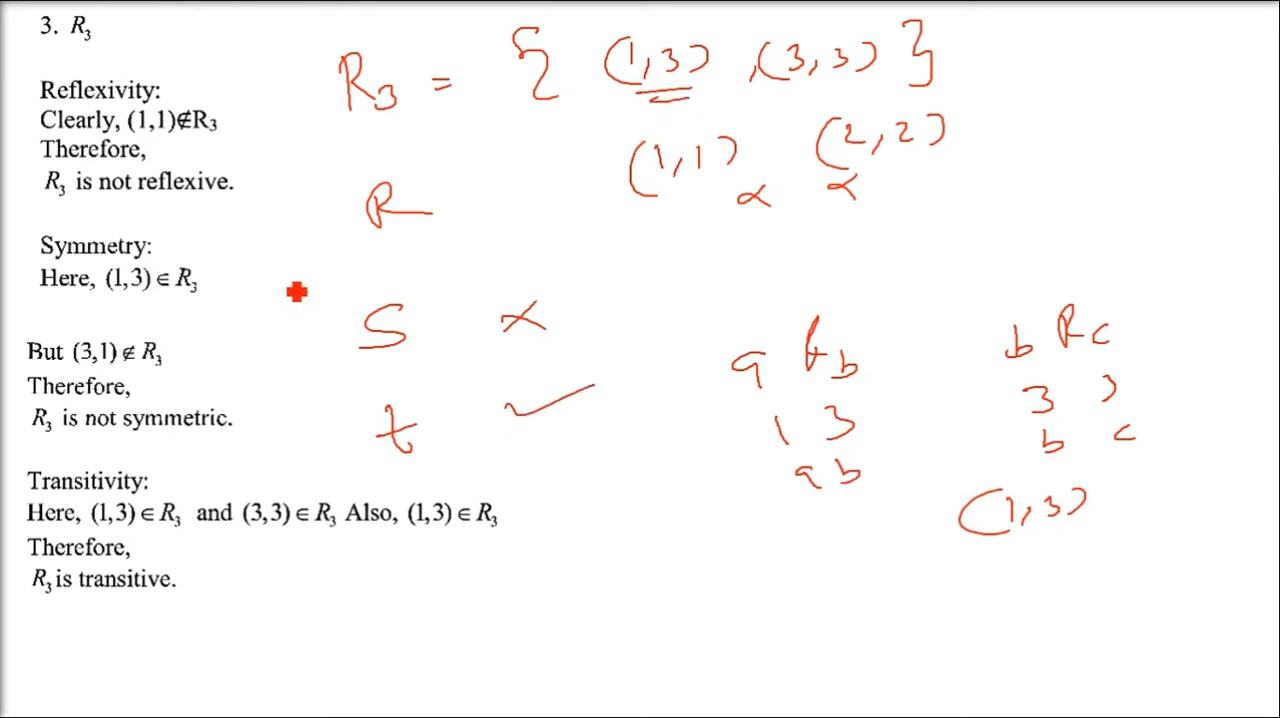 3. R₃
R₃ = { (1,3) ,(3,3) }
Reflexivity:
Clearly, (1,1)∉R₃
(1,1) (2,2)
Therefore,
R₃ is not reflexive.
R
Symmetry:
Here, (1,3) ∈ R₃
S ×
But (3,1) ∉ R₃
Therefore,
R₃ is not symmetric.
a R b b R c
1 3 3 3
t ✓
a b b c
Transitivity:
Here, (1,3) ∈ R₃ and (3,3) ∈ R₃ Also, (1,3) ∈ R₃
(1,3)
Therefore,
R₃ is transitive.